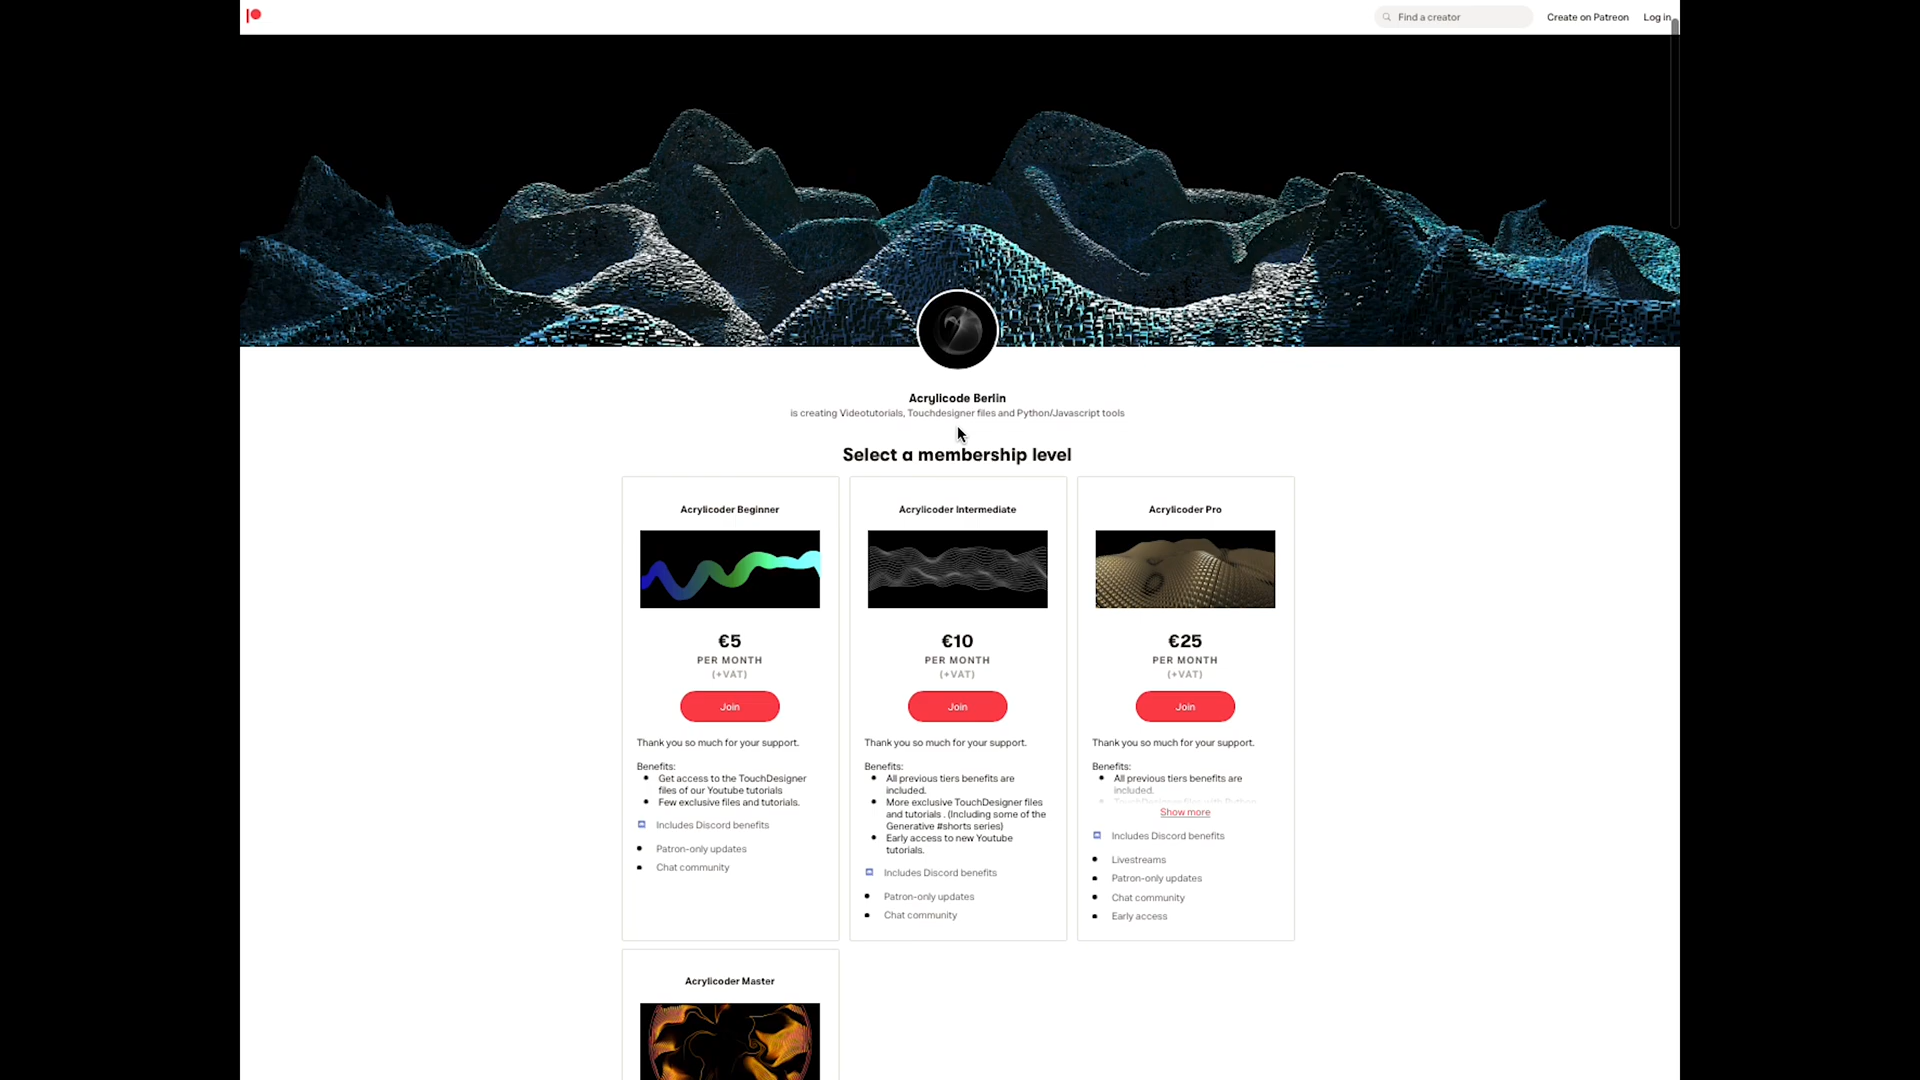 Find a creator
Create on Patreon
Log in
Acrylicode Berlin
is creating Videotutorials, Touchdesigner files and Python/Javascript tools
Select a membership level
Acrylicoder Beginner
€5
PER MONTH
(+VAT)
Join
Thank you so much for your support.
Benefits:
Get access to the TouchDesigner
files of our Youtube tutorials
Few exclusive files and tutorials.
Includes Discord benefits
Patron-only updates
Chat community
Acrylicoder Intermediate
€10
PER MONTH
(+VAT)
Join
Thank you so much for your support.
Benefits:
All previous tiers benefits are
included.
More exclusive TouchDesigner files
and tutorials . (Including some of the
Generative #shorts series)
Early access to new Youtube
tutorials.
Includes Discord benefits
Patron-only updates
Chat community
Acrylicoder Pro
€25
PER MONTH
(+VAT)
Join
Thank you so much for your support.
Benefits:
All previous tiers benefits are
included.
Show more
Includes Discord benefits
Livestreams
Patron-only updates
Chat community
Early access
Acrylicoder Master